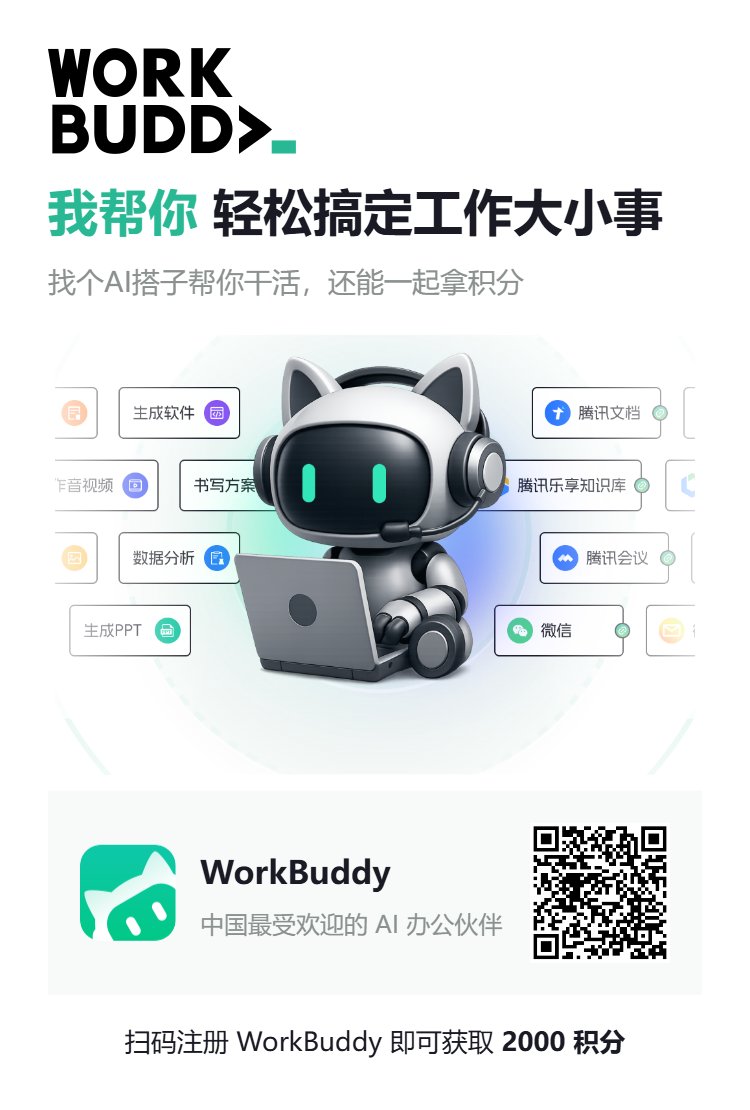 WORK
BUDD>_
我帮你 轻松搞定工作大小事
找个AI搭子帮你干活，还能一起拿积分
生成软件
腾讯文档
作音视频
书写方案
腾讯乐享知识库
数据分析
腾讯会议
生成PPT
微信
WorkBuddy
中国最受欢迎的 AI 办公伙伴
扫码注册 WorkBuddy 即可获取 2000 积分